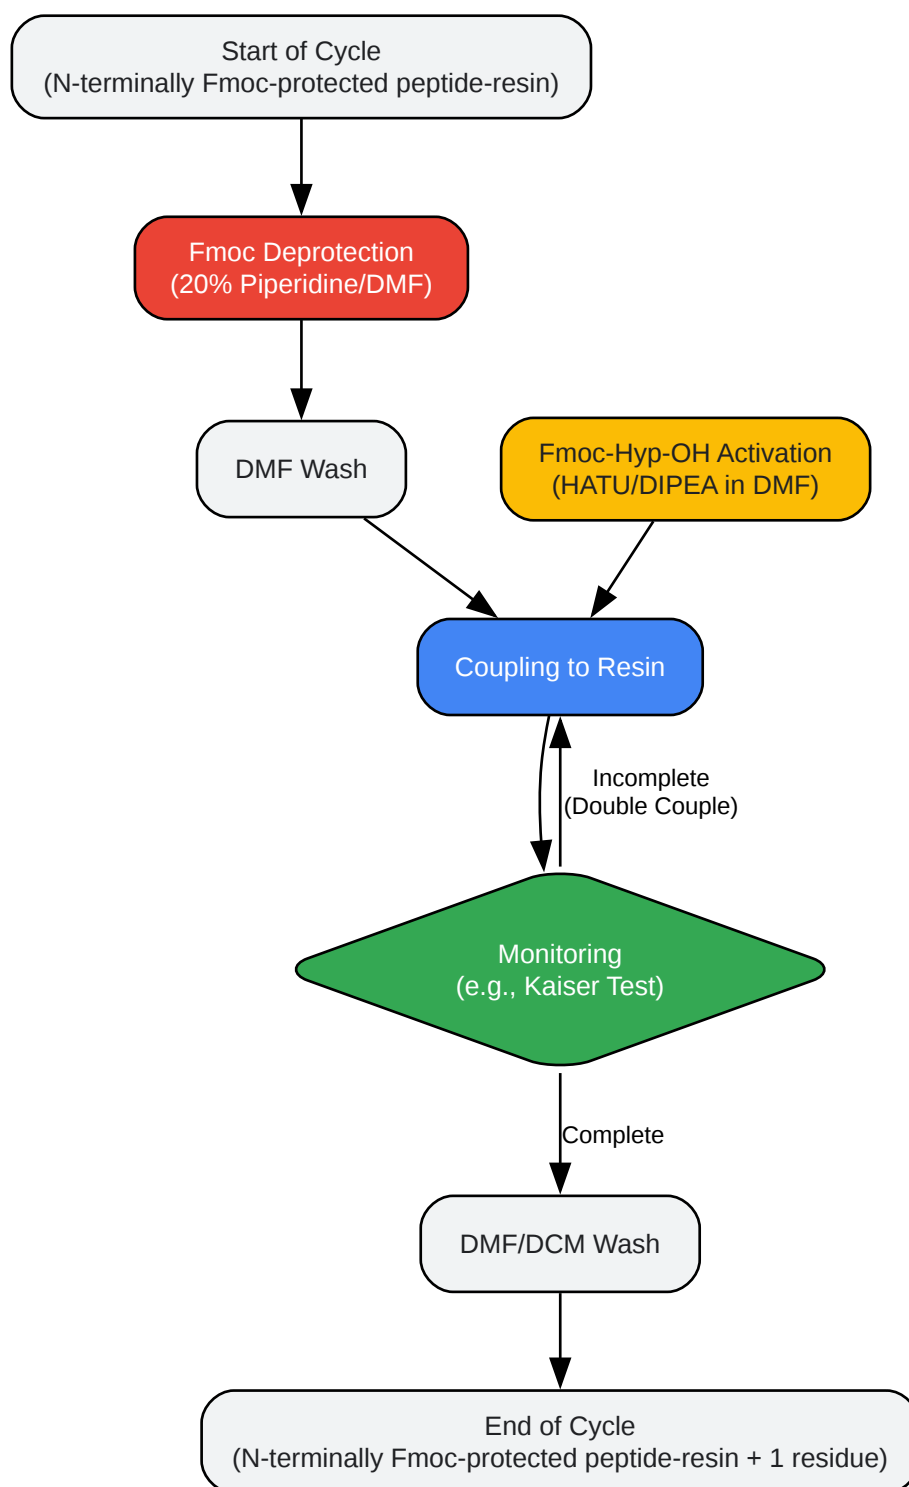 Start of Cycle
(N-terminally Fmoc-protected peptide-resin)
Fmoc Deprotection
(20% Piperidine/DMF)
DMF Wash
Fmoc-Hyp-OH Activation
(HATU/DIPEA in DMF)
Coupling to Resin
Incomplete
(Double Couple)
Monitoring
(e.g., Kaiser Test)
Complete
DMF/DCM Wash
End of Cycle
(N-terminally Fmoc-protected peptide-resin + 1 residue)